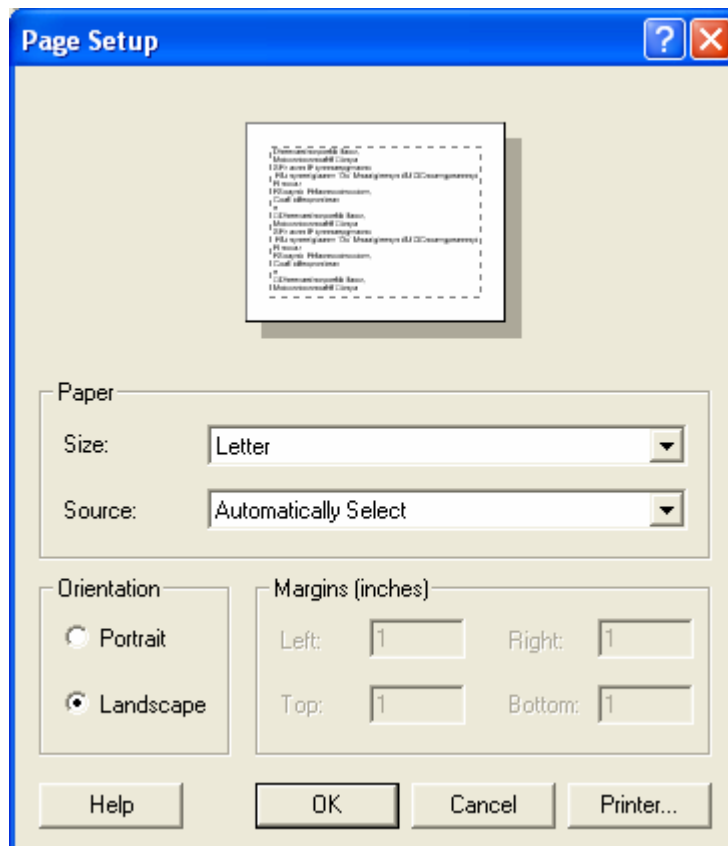 Page Setup
Paper
Size: Letter
Source: Automatically Select
Orientation Margins (inches)
Portrait Left: 1 Right: 1
Landscape Top: 1 Bottom: 1
Help OK Cancel Printer...